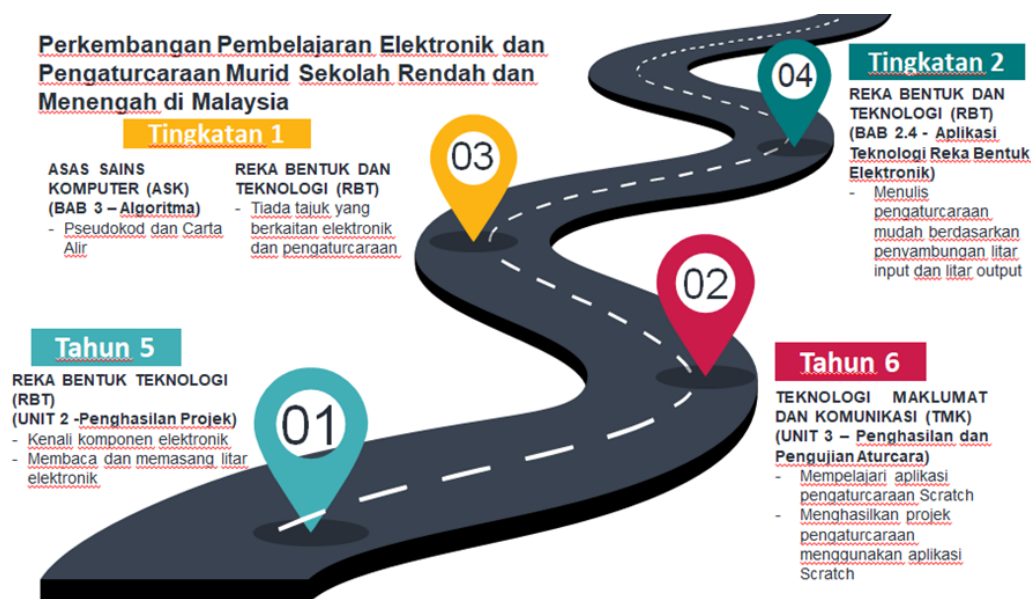 Perkembangan Pembelajaran Elektronik dan
Pengaturcaraan Murid Sekolah Rendah dan
Menengah di Malaysia
Tingkatan 1
ASAS SAINS
KOMPUTER (ASK)
(BAB 3 – Algoritma)
- Pseudokod dan Carta
Alir
REKA BENTUK DAN
TEKNOLOGI (RBT)
- Tiada tajuk yang
berkaitan elektronik
dan pengaturcaraan
03
04
Tingkatan 2
REKA BENTUK DAN
TEKNOLOGI (RBT)
(BAB 2.4 - Aplikasi
Teknologi Reka Bentuk
Elektronik)
- Menulis
pengaturcaraan
mudah berdasarkan
penyambungan litar
input dan litar output
02
Tahun 5
REKA BENTUK TEKNOLOGI
(RBT)
(UNIT 2 -Penghasilan Projek)
- Kenali komponen elektronik
- Membaca dan memasang litar
elektronik
01
Tahun 6
TEKNOLOGI MAKLUMAT
DAN KOMUNIKASI (TMK)
(UNIT 3 – Penghasilan dan
Pengujian Aturcara)
- Mempelajari aplikasi
pengaturcaraan Scratch
- Menghasilkan projek
pengaturcaraan
menggunakan aplikasi
Scratch